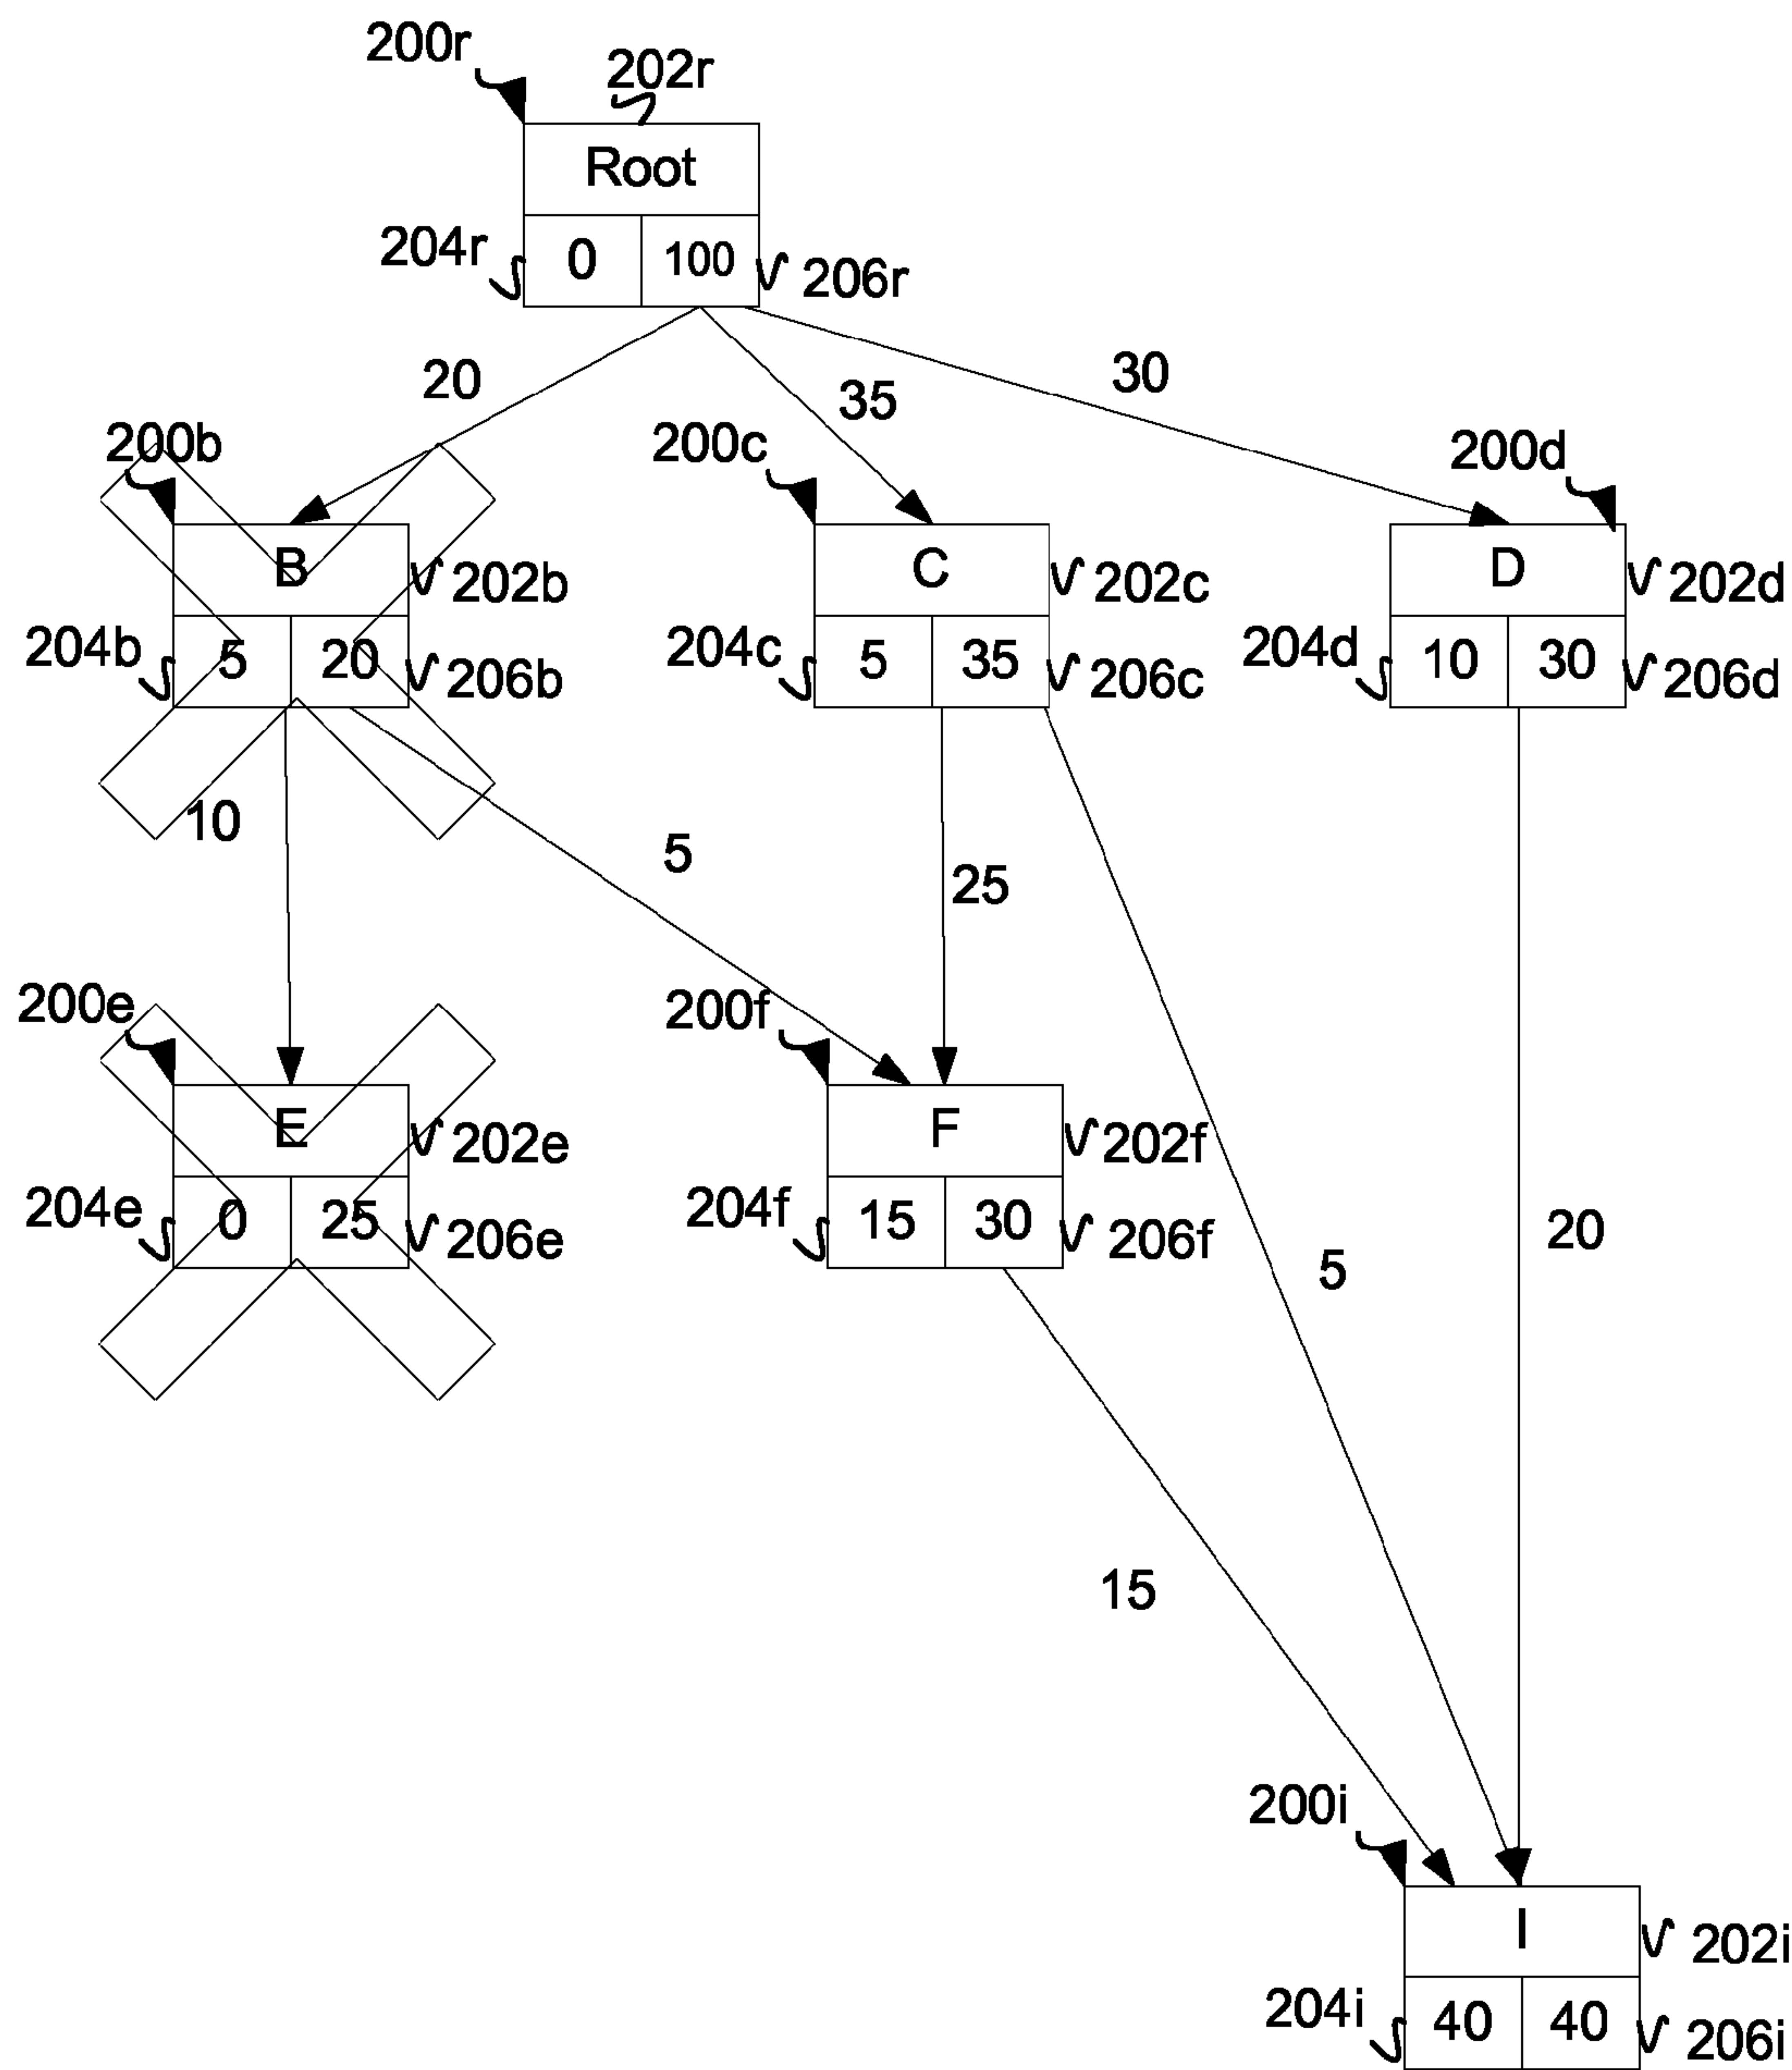 200r
202r
Root
204r
0
100
206r
20
35
30
200b
200c
200d
B
202b
C
202c
D
202d
204b
5
20
206b
204c
5
35
206c
204d
10
30
206d
10
5
25
200e
200f
E
202e
F
202f
204e
0
25
206e
204f
15
30
206f
5
20
15
200i
I
202i
204i
40
40
206i